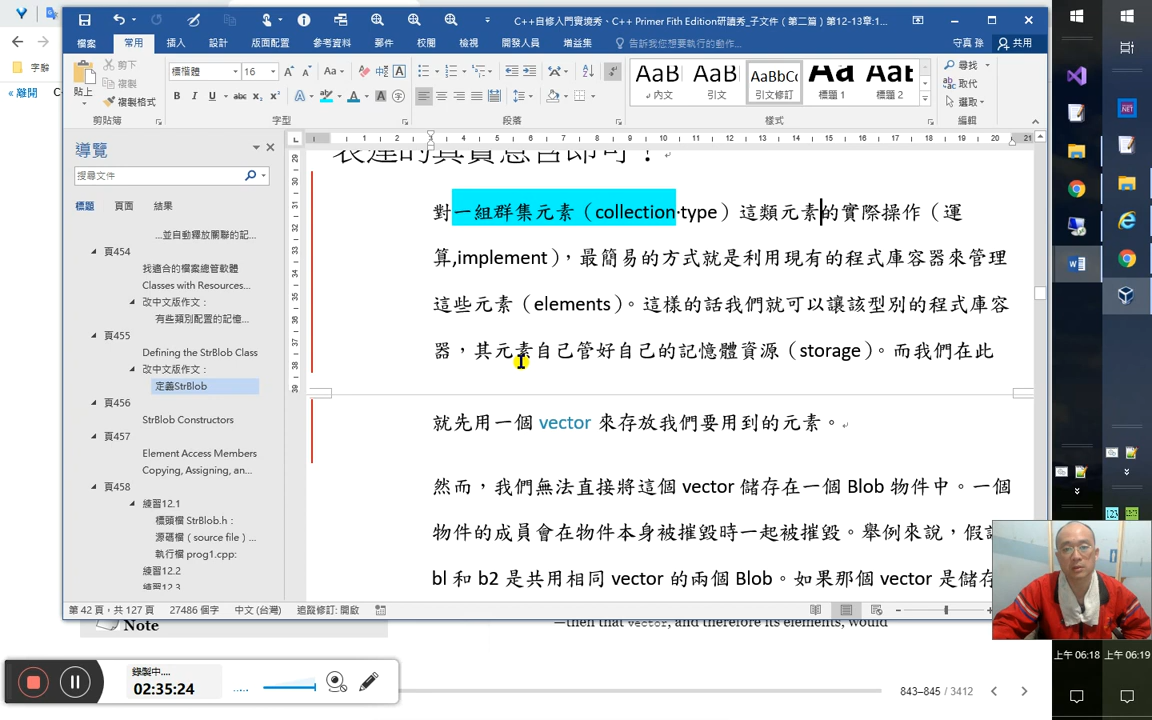 C++自修入門實境秀、C++ Primer Fith Edition研讀秀_子文件（第二篇）第12-13章:1...
檔案 常用 插入 設計 版面配置 參考資料 郵件 校閱 檢視 開發人員 增益集 告訴我您想要執行的動作... 守真 孫 共用
字齡
« 離開
貼上
剪下
複製
複製格式
剪貼簿
標楷體 16
字型
段落
AaB AaB AaBbCc AaB Aat
內文 引文 引文修訂 標題 1 標題 2
樣式
尋找
取代
選取
編輯
導覽
搜尋文件
標題 頁面 結果
...並自動釋放關聯的記...
頁454
找適合的檔案總管軟體
Classes with Resources...
改中文版作文：
有些類別配置的記憶...
頁455
Defining the StrBlob Class
改中文版作文：
定義StrBlob
頁456
StrBlob Constructors
頁457
Element Access Members
Copying, Assigning, an...
頁458
練習12.1
標頭檔 StrBlob.h：
源碼檔（source file）...
執行檔 prog1.cpp:
練習12.2
練習12.3
表達的真實意旨即可！
對一組群集元素（collection type）這類元素的實際操作（運
算,implement），最簡易的方式就是利用現有的程式庫容器來管理
這些元素（elements）。這樣的話我們就可以讓該型別的程式庫容
器，其元素自己管好自己的記憶體資源（storage）。而我們在此
就先用一個 vector 來存放我們要用到的元素。
然而，我們無法直接將這個 vector 儲存在一個 Blob 物件中。一個
物件的成員會在物件本身被摧毀時一起被摧毀。舉例來說，假
bl 和 b2 是共用相同 vector 的兩個 Blob。如果那個 vector 是儲存
第 42 頁，共 127 頁 27486 個字 中文 (台灣) 追蹤修訂: 開啟
Note
—then that vector, and therefore its elements, would
錄製中...
02:35:24
843–845 / 3412
上午 06:18 上午 06:19